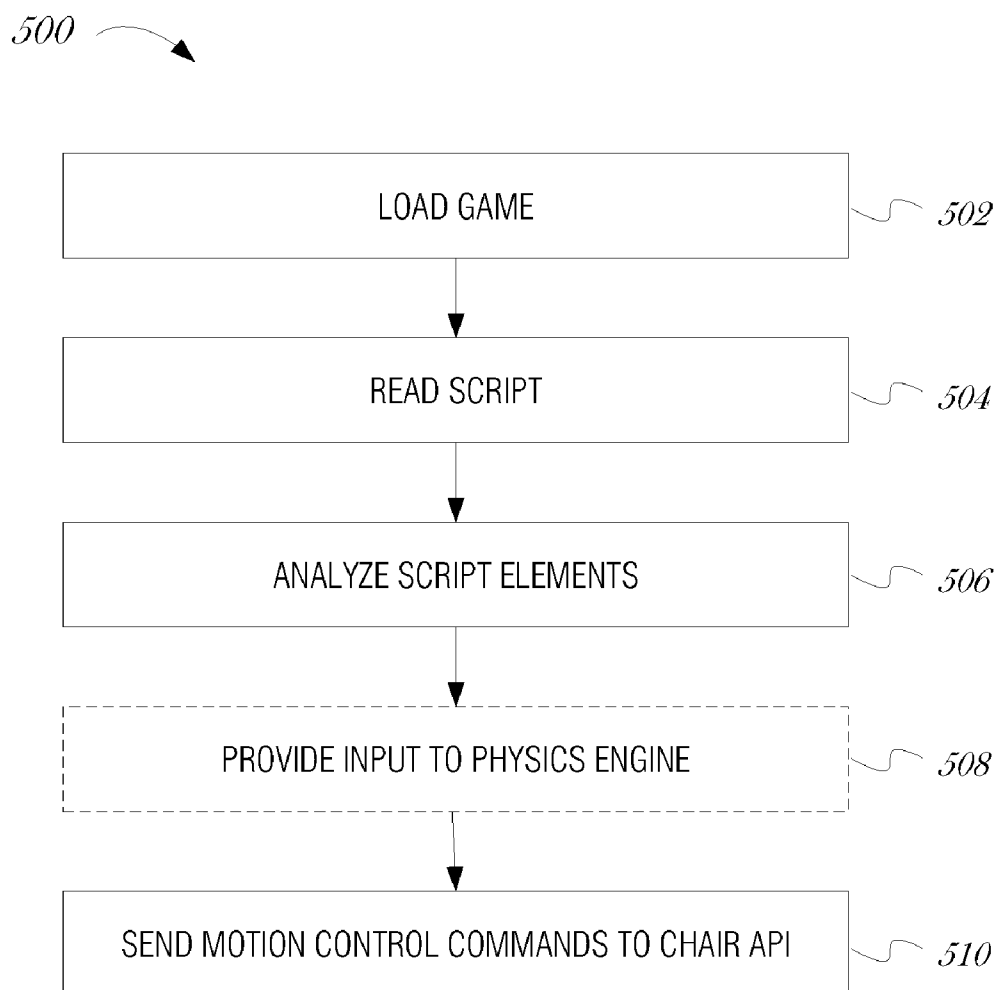 500
LOAD GAME
502
READ SCRIPT
504
ANALYZE SCRIPT ELEMENTS
506
PROVIDE INPUT TO PHYSICS ENGINE
508
SEND MOTION CONTROL COMMANDS TO CHAIR API
510